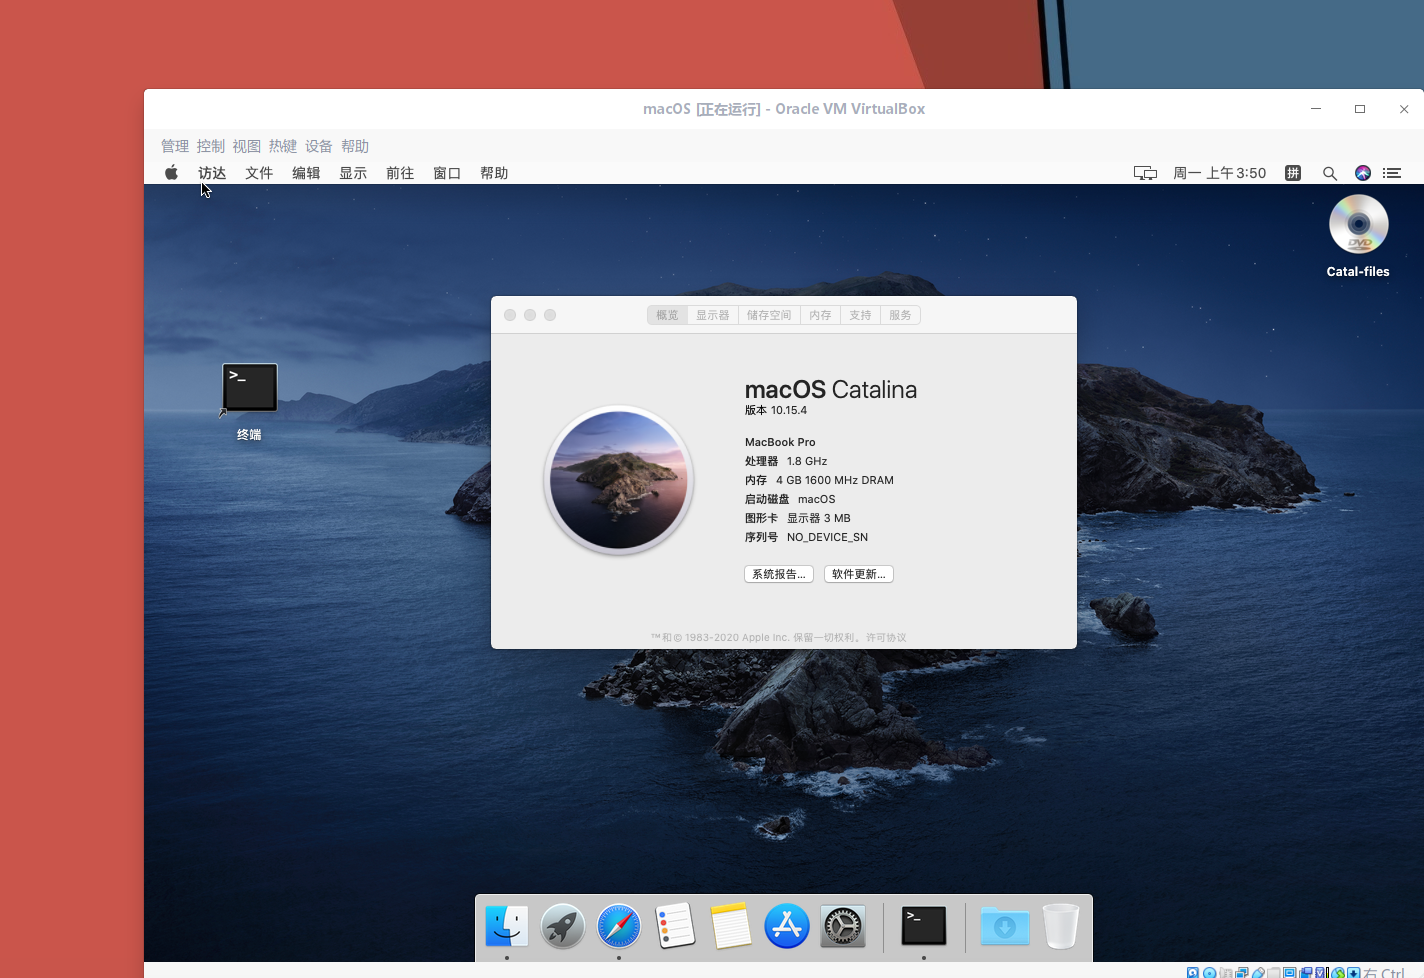 macOS [正在运行] - Oracle VM VirtualBox
管理 控制 视图 热键 设备 帮助
访达 文件 编辑 显示 前往 窗口 帮助 周一 上午3:50 拼
DVD
Catal-files
概览 显示器 储存空间 内存 支持 服务
>_
终端
macOS Catalina
版本 10.15.4
MacBook Pro
处理器 1.8 GHz
内存 4 GB 1600 MHz DRAM
启动磁盘 macOS
图形卡 显示器 3 MB
序列号 NO_DEVICE_SN
系统报告... 软件更新...
™和© 1983-2020 Apple Inc. 保留一切权利。许可协议
>_
右 Ctrl